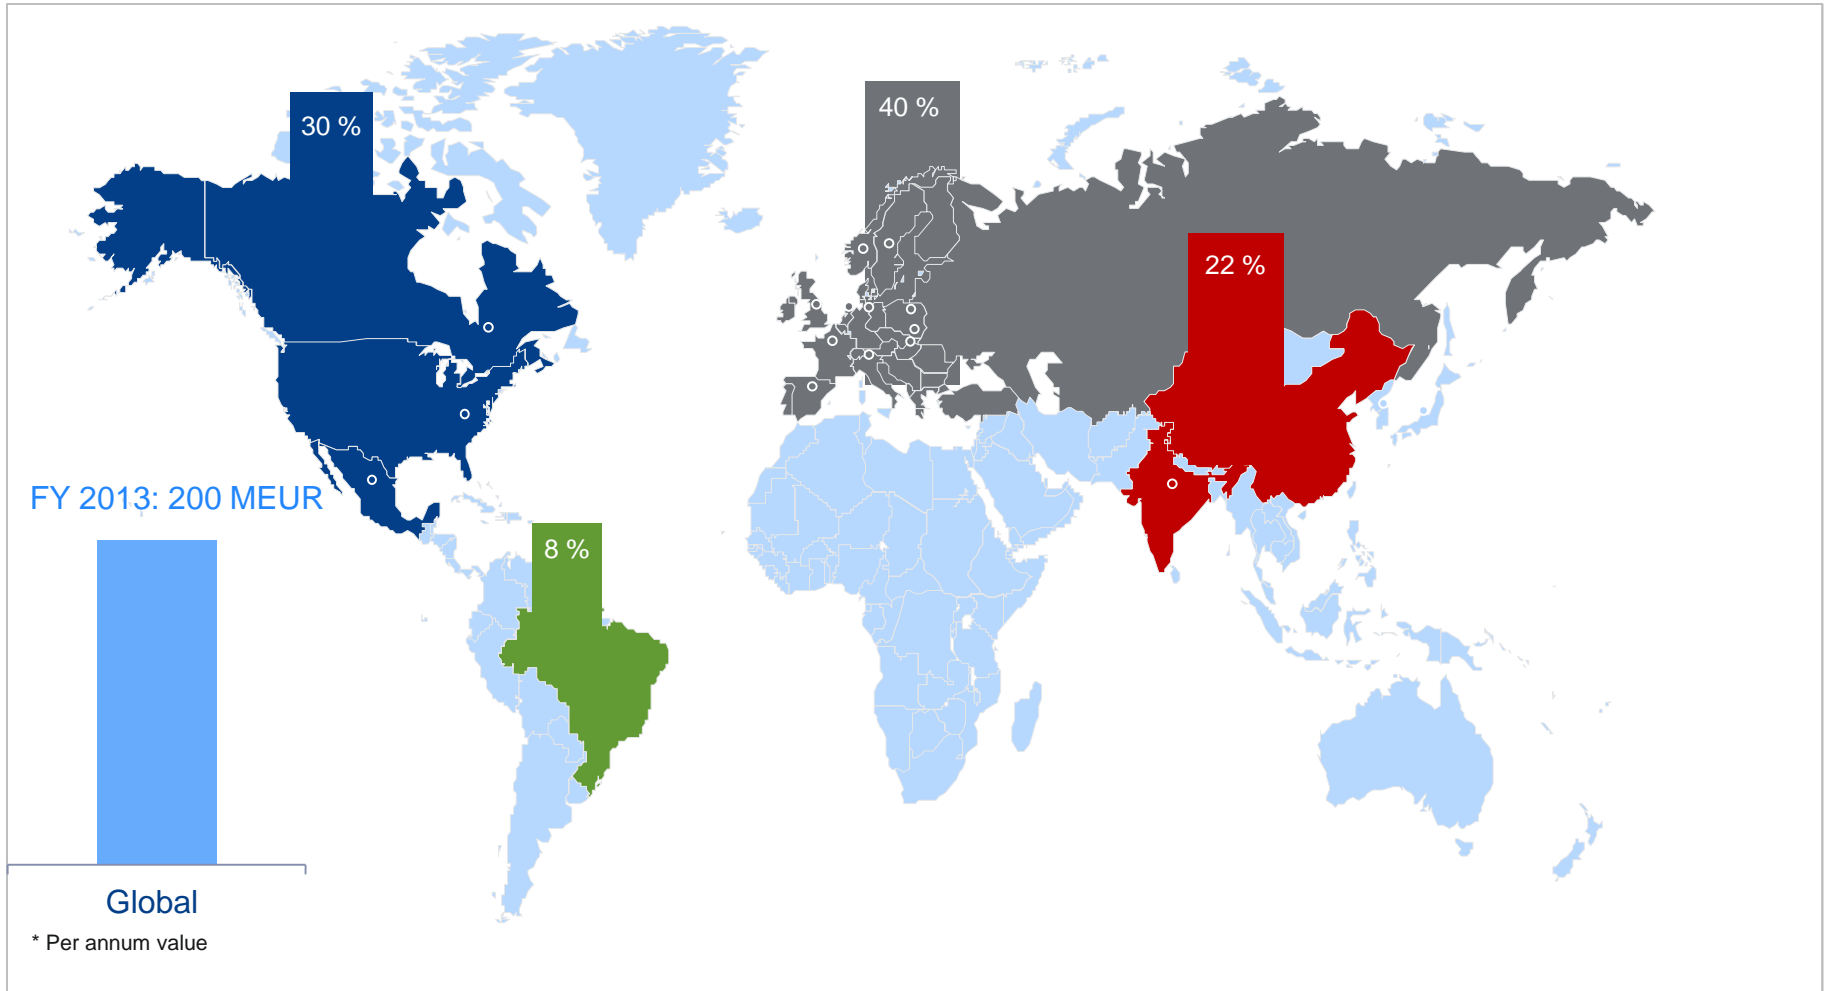 40 %
30 %
22 %
FY 2013: 200 MEUR
8 %
Global
* Per annum value